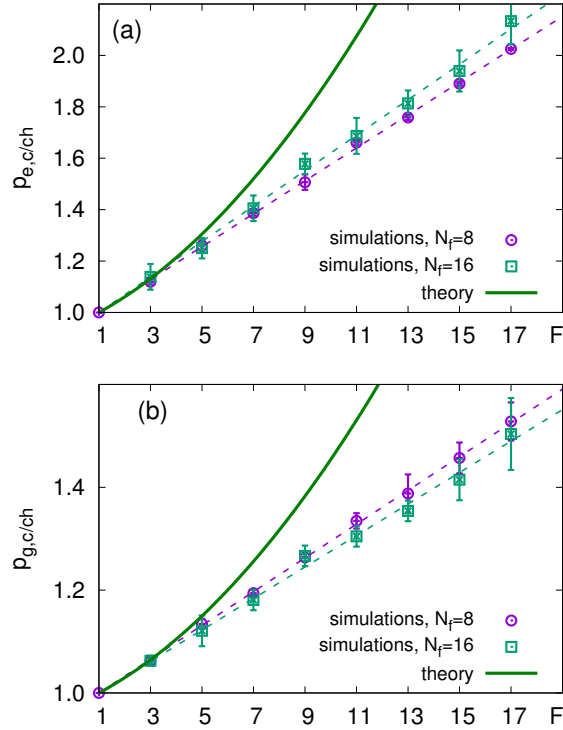 (a)
2.0
1.8
1.6
1.4
1.2
1.0
p_e,c/ch
simulations, N_f=8
simulations, N_f=16
theory
1 3 5 7 9 11 13 15 17 F
(b)
1.4
1.2
1.0
p_g,c/ch
simulations, N_f=8
simulations, N_f=16
theory
1 3 5 7 9 11 13 15 17 F